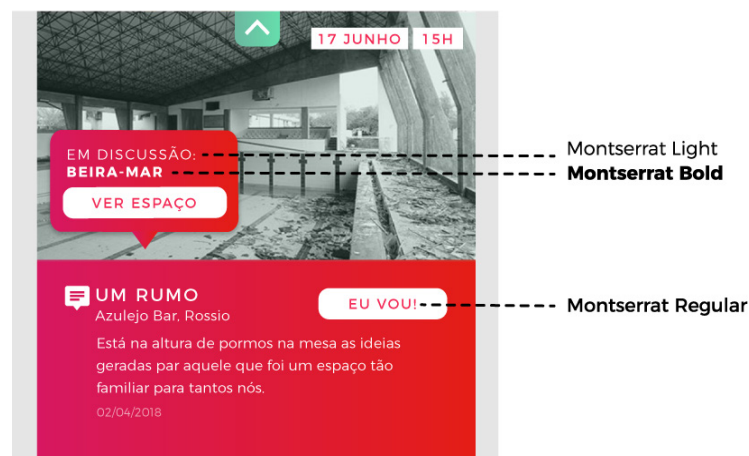 17 JUNHO 15H
EM DISCUSSÃO:
BEIRA-MAR
VER ESPAÇO
Montserrat Light
Montserrat Bold
UM RUMO
Azulejo Bar, Rossio
EU VOU!
Montserrat Regular
Está na altura de pormos na mesa as ideias
geradas par aquele que foi um espaço tão
familiar para tantos nós.
02/04/2018